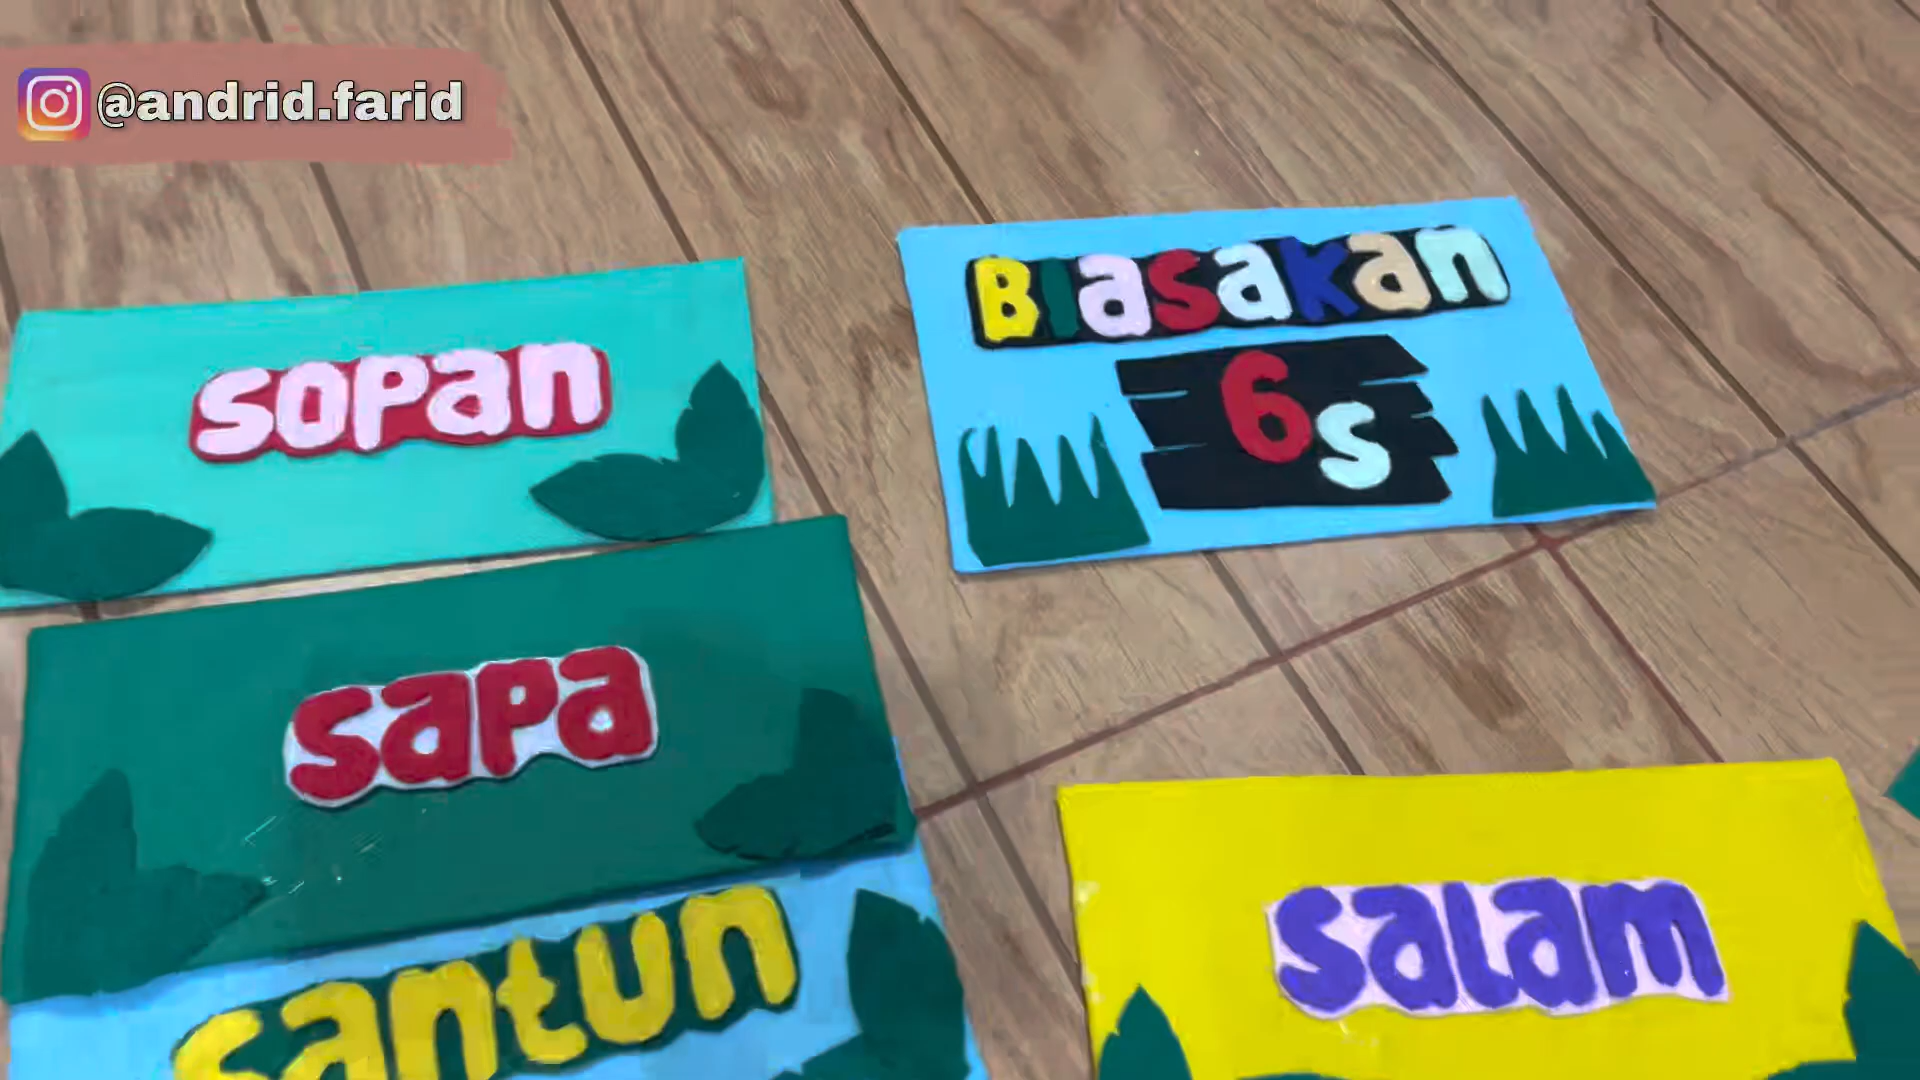 @andrid.farid
BIasakan
6s
sopan
sapa
santun
salam